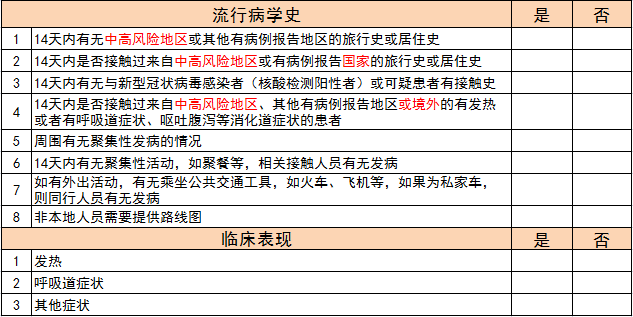 流行病学史 是 否
1 14天内有无中高风险地区或其他有病例报告地区的旅行史或居住史
2 14天内是否接触过来自中高风险地区或有病例报告国家的旅行史或居住史
3 14天内有无与新型冠状病毒感染者（核酸检测阳性者）或可疑患者有接触史
4 14天内是否接触过来自中高风险地区、其他有病例报告地区或境外的有发热
或者有呼吸道症状、呕吐腹泻等消化道症状的患者
5 周围有无聚集性发病的情况
6 14天内有无聚集性活动，如聚餐等，相关接触人员有无发病
7 如有外出活动，有无乘坐公共交通工具，如火车、飞机等，如果为私家车，
则同行人员有无发病
8 非本地人员需要提供路线图
临床表现 是 否
1 发热
2 呼吸道症状
3 其他症状